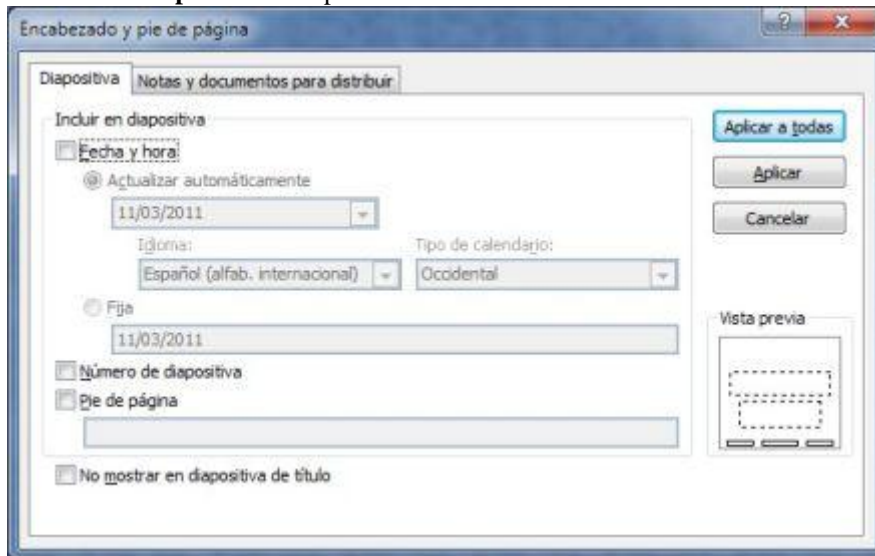 Encabezado y pie de página
Diapositiva Notas y documentos para distribuir
Incluir en diapositiva
Fecha y hora
Actualizar automáticamente
11/03/2011
Idioma: Tipo de calendario:
Español (alfab. internacional) Occidental
Fija
11/03/2011
Número de diapositiva
Pie de página
No mostrar en diapositiva de título
Aplicar a todas
Aplicar
Cancelar
Vista previa